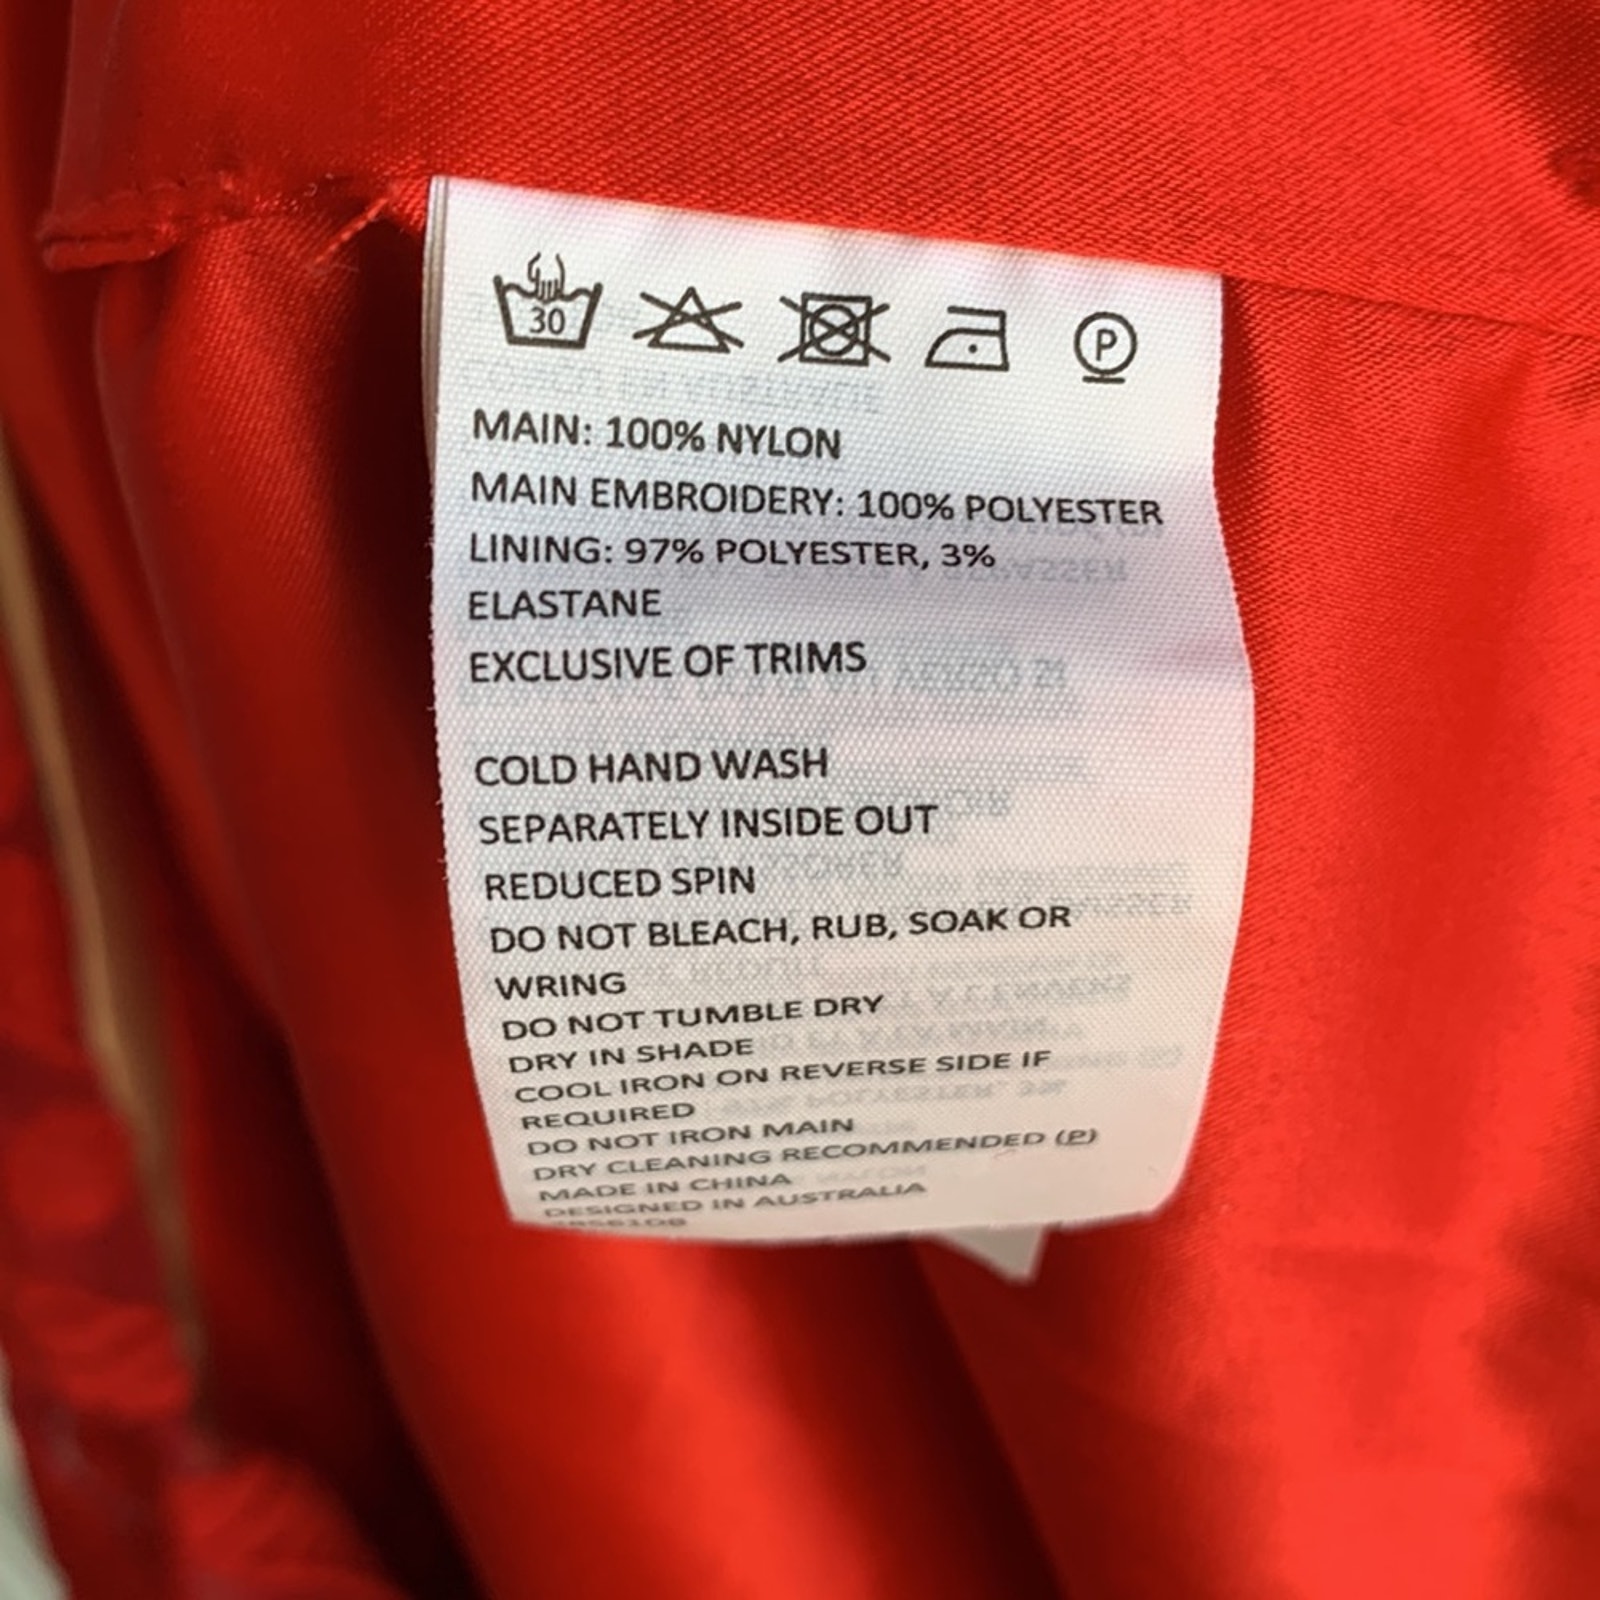 30
P
MAIN: 100% NYLON
MAIN EMBROIDERY: 100% POLYESTER
LINING: 97% POLYESTER, 3%
ELASTANE
EXCLUSIVE OF TRIMS
COLD HAND WASH
SEPARATELY INSIDE OUT
REDUCED SPIN
DO NOT BLEACH, RUB, SOAK OR
WRING
DO NOT TUMBLE DRY
DRY IN SHADE
COOL IRON ON REVERSE SIDE IF
REQUIRED
DO NOT IRON MAIN
DRY CLEANING RECOMMENDED (P)
MADE IN CHINA
DESIGNED IN AUSTRALIA